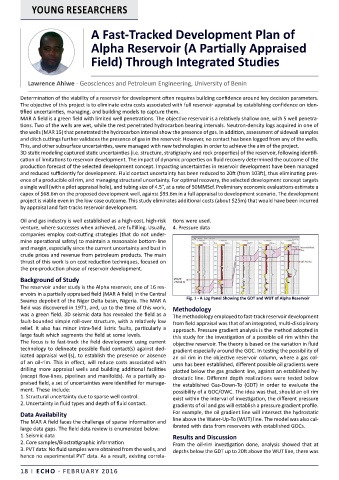 YOUNG RESEARCHERS
A Fast-Tracked Development Plan of
Alpha Reservoir (A Partially Appraised
Field) Through Integrated Studies
Lawrence Ahiwe - Geosciences and Petroleum Engineering, University of Benin
Determination of the viability of a reservoir for development often requires building confidence around key decision parameters.
The objective of this project is to eliminate extra costs associated with full reservoir appraisal by establishing confidence on iden-
tified uncertainties, managing, and building models to capture them.
MAR A field is a green field with limited well penetrations. The objective reservoir is a relatively shallow one, with 5 well penetra-
tions. Two of the wells are wet, while the rest penetrated hydrocarbon bearing intervals. Neutron-density logs acquired in one of
the wells (MAR 15) that penetrated the hydrocarbon interval show the presence of gas. In addition, assessment of sidewall samples
and ditch cuttings further validates the presence of gas in the reservoir. However, no contact has been logged from any of the wells.
This, and other subsurface uncertainties, were managed with new technologies in order to achieve the aim of the project.
3D static modeling captured static uncertainties (i.e. structure, stratigraphy and rock properties) of the reservoir, following identifi-
cation of limitations to reservoir development. The impact of dynamic properties on fluid recovery determined the outcome of the
production forecast of the selected development concept. Impacting uncertainties in reservoir development have been managed
and reduced sufficiently for development. Fluid contact uncertainty has been reduced to 20ft (from 103ft), thus eliminating pres-
ence of a producible oil rim, and managing structural uncertainty. For optimal recovery, the selected development concept targets
a single well (with a pilot appraisal hole), and tubing size of 4.5", at a rate of 50MMScf. Preliminary economic evaluations estimate a
capex of $68.6m on the proposed development well, against $93.6m in a full appraisal to development scenario. The development
project is viable even in the low case outcome. This study eliminates additional costs (about $25m) that would have been incurred
by appraisal and fast-tracks reservoir development.
Oil and gas industry is well established as a high-cost, high-risk
venture, where successes when achieved, are fulfilling. Usually,
companies employ cost-cutting strategies (that do not under-
mine operational safety) to maintain a reasonable bottom-line
and margin, especially since the current uncertainty and bust in
crude prices and revenue from petroleum products. The main
thrust of this work is on cost reduction techniques, focused on
the pre-production phase of reservoir development.
Background of Study
The reservoir under study is the Alpha reservoir, one of 16 res-
ervoirs in a partially appraised field (MAR A field) in the Central
Swamp depobelt of the Niger Delta basin, Nigeria. The MAR A
field was discovered in 1971, and, up to the time of this work,
was a green field. 3D seismic data has revealed the field as a
fault-bounded simple roll-over structure, with a relatively low
relief. It also has minor intra-field listric faults, partitually a
large fault which segments the field at some levels.
The focus is to fast-track the field development using current
technology to delineate possible fluid contact(s) against dedi-
icated appraisal well(s), to establish the presence or absence
of an oil-rim. This in effect, will reduce costs associated with
drilling more appraisal wells and building additional facilities
(except flow-lines, pipelines and manifolds). As a partially ap-
praised field, a set of uncertainties were identified for manage-
ment. These include:
1. Structural uncertainty due to sparse well control
2. Uncertainty in fluid types and depth of fluid contact.
Data Availability
The MAR A field faces the challenge of sparse information and
large data gaps. The field data review is enumerated below:
1. Seismic data
2. Core samples/Biostratigraphic information
3. PVT data: No fluid samples were obtained from the wells, and
hence no experimental PVT data. As a result, existing correla-
tions were used.
4. Pressure data
Fig. 1 - A Log Panel Showing the GDT and WUT of Alpha Reservoir
Methodology
The methodology employed to fast-track reservoir development
from field appraisal was that of an integrated, multi-disciplinary
approach. Pressure gradient analysis is the method adopted in
this study for the investigation of a possible oil rim within the
objective reservoir. The theory is based on the variation in fluid
gradient especially around the GOC. In testing the possibility of
an oil rim in the objective reservoir column, where a gas col-
umn has been established, different possible oil gradients were
plotted below the gas gradient line, against an established hy-
drostatic line. Different depth realizations were tested below
the established Gas-Down-To (GDT) in order to evaluate the
possibility of a GOC/GWC. The idea was that, should an oil rim
exist within the interval of investigation, the different pressure
gradients of oil and gas will establish a pressure gradient profile.
For example, the oil gradient line will intersect the hydrostatic
line above the Water-Up-To (WUT) line. The model was also cal-
ibrated with data from reservoirs with established GOCs.
Results and Discussion
From the oil-rim investigation done, analysis showed that at
depths below the GDT up to 20ft above the WUT line, there was
18 | ECHO - FEBRUARY 2016